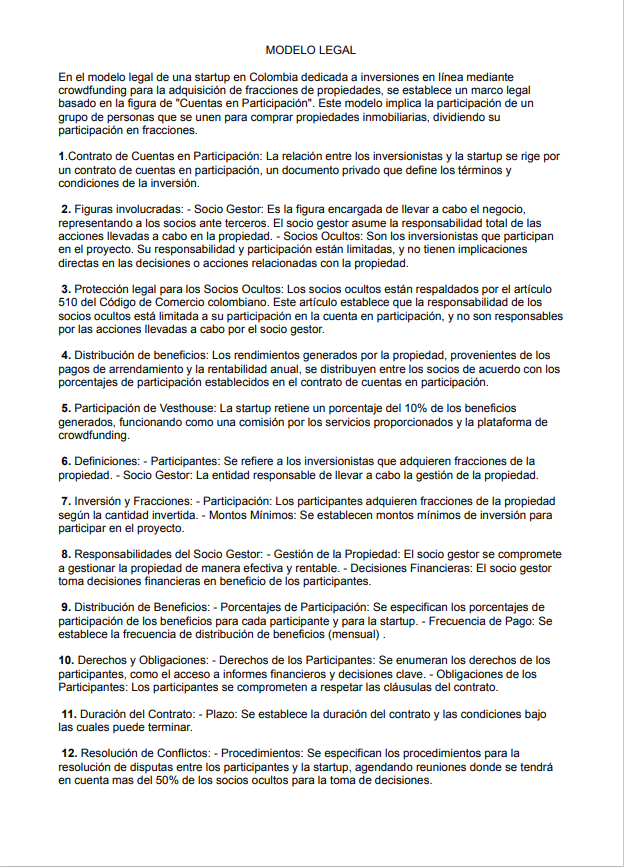 MODELO LEGAL
En el modelo legal de una startup en Colombia dedicada a inversiones en línea mediante
crowdfunding para la adquisición de fracciones de propiedades, se establece un marco legal
basado en la figura de "Cuentas en Participación". Este modelo implica la participación de un
grupo de personas que se unen para comprar propiedades inmobiliarias, dividiendo su
participación en fracciones.
1.Contrato de Cuentas en Participación: La relación entre los inversionistas y la startup se rige por
un contrato de cuentas en participación, un documento privado que define los términos y
condiciones de la inversión.
2. Figuras involucradas: - Socio Gestor: Es la figura encargada de llevar a cabo el negocio,
representando a los socios ante terceros. El socio gestor asume la responsabilidad total de las
acciones llevadas a cabo en la propiedad. - Socios Ocultos: Son los inversionistas que participan
en el proyecto. Su responsabilidad y participación están limitadas, y no tienen implicaciones
directas en las decisiones o acciones relacionadas con la propiedad.
3. Protección legal para los Socios Ocultos: Los socios ocultos están respaldados por el artículo
510 del Código de Comercio colombiano. Este artículo establece que la responsabilidad de los
socios ocultos está limitada a su participación en la cuenta en participación, y no son responsables
por las acciones llevadas a cabo por el socio gestor.
4. Distribución de beneficios: Los rendimientos generados por la propiedad, provenientes de los
pagos de arrendamiento y la rentabilidad anual, se distribuyen entre los socios de acuerdo con los
porcentajes de participación establecidos en el contrato de cuentas en participación.
5. Participación de Vesthouse: La startup retiene un porcentaje del 10% de los beneficios
generados, funcionando como una comisión por los servicios proporcionados y la plataforma de
crowdfunding.
6. Definiciones: - Participantes: Se refiere a los inversionistas que adquieren fracciones de la
propiedad. - Socio Gestor: La entidad responsable de llevar a cabo la gestión de la propiedad.
7. Inversión y Fracciones: - Participación: Los participantes adquieren fracciones de la propiedad
según la cantidad invertida. - Montos Mínimos: Se establecen montos mínimos de inversión para
participar en el proyecto.
8. Responsabilidades del Socio Gestor: - Gestión de la Propiedad: El socio gestor se compromete
a gestionar la propiedad de manera efectiva y rentable. - Decisiones Financieras: El socio gestor
toma decisiones financieras en beneficio de los participantes.
9. Distribución de Beneficios: - Porcentajes de Participación: Se especifican los porcentajes de
participación de los beneficios para cada participante y para la startup. - Frecuencia de Pago: Se
establece la frecuencia de distribución de beneficios (mensual) .
10. Derechos y Obligaciones: - Derechos de los Participantes: Se enumeran los derechos de los
participantes, como el acceso a informes financieros y decisiones clave. - Obligaciones de los
Participantes: Los participantes se comprometen a respetar las cláusulas del contrato.
11. Duración del Contrato: - Plazo: Se establece la duración del contrato y las condiciones bajo
las cuales puede terminar.
12. Resolución de Conflictos: - Procedimientos: Se especifican los procedimientos para la
resolución de disputas entre los participantes y la startup, agendando reuniones donde se tendrá
en cuenta mas del 50% de los socios ocultos para la toma de decisiones.